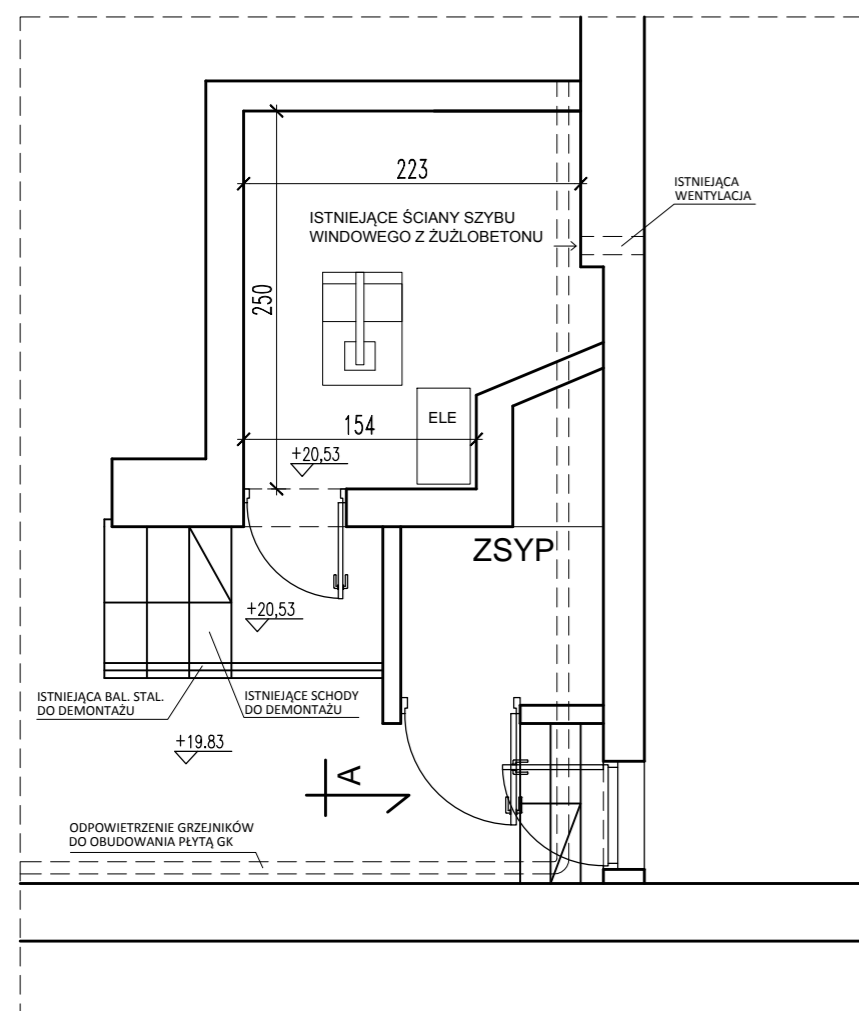 223
ISTNIEJĄCA
WENTYLACJA
ISTNIEJĄCE ŚCIANY SZYBU
WINDOWEGO Z ŻUŻLOBETONU
250
ELE
154
+20,53
ZSYP
+20,53
ISTNIEJĄCA BAL. STAL.
DO DEMONTAŻU
ISTNIEJĄCE SCHODY
DO DEMONTAŻU
+19.83
A
ODPOWIETRZENIE GRZEJNIKÓW
DO OBUDOWANIA PŁYTĄ GK